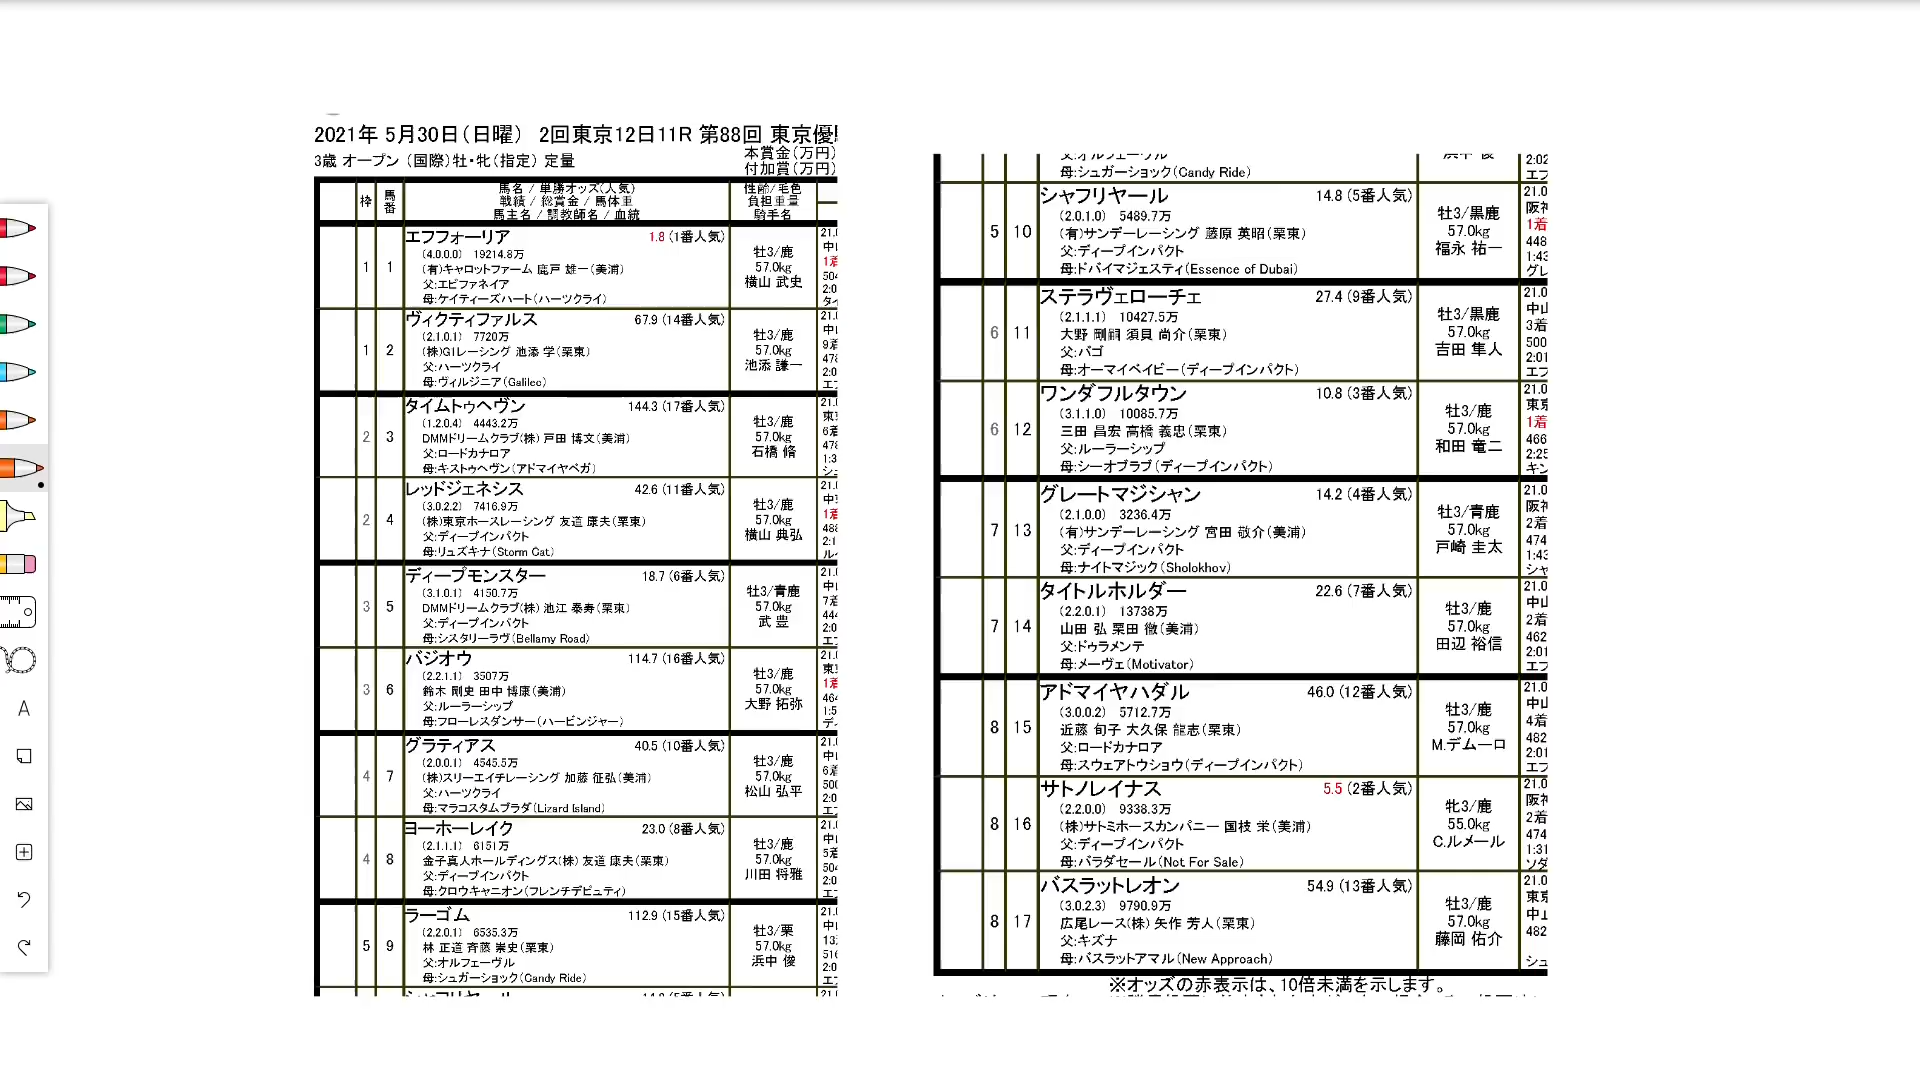 2021年 5月30日(日曜) 2回東京12日11R 第88回 東京優
3歳 オープン (国際)牡・牝(指定) 定量
本賞金(万円)
付加賞(万円)
枠 馬番 馬名 / 単勝オッズ(人気) 性齢/毛色
戦績 / 総賞金 / 馬体重 負担重量
馬主名 / 調教師名 / 血統 騎手名
1 1 エフフォーリア 1.8 (1番人気)
(4.0.0.0) 19214.8万
(有)キャロットファーム 鹿戸 雄一(美浦)
父:エピファネイア
母:ケイティーズハート(ハーツクライ)
牡3/鹿
57.0kg
横山 武史
1 2 ヴィクティファルス 67.9 (14番人気)
(2.1.0.1) 7720万
(株)GIレーシング 池添 学(栗東)
父:ハーツクライ
母:ヴィルジニア(Galileo)
牡3/鹿
57.0kg
池添 謙一
2 3 タイムトゥヘヴン 144.3 (17番人気)
(1.2.0.4) 4443.2万
DMMドリームクラブ(株) 戸田 博文(美浦)
父:ロードカナロア
母:キストゥヘヴン(アドマイヤベガ)
牡3/鹿
57.0kg
石橋 脩
2 4 レッドジェネシス 42.6 (11番人気)
(3.0.2.2) 7416.9万
(株)東京ホースレーシング 友道 康夫(栗東)
父:ディープインパクト
母:リュズキナ(Storm Cat)
牡3/鹿
57.0kg
横山 典弘
3 5 ディープモンスター 18.7 (6番人気)
(3.1.0.1) 4150.7万
DMMドリームクラブ(株) 池江 泰寿(栗東)
父:ディープインパクト
母:シスタリーラヴ(Bellamy Road)
牡3/青鹿
57.0kg
武 豊
3 6 バジオウ 114.7 (16番人気)
(2.2.1.1) 3507万
鈴木 剛史 田中 博康(美浦)
父:ルーラーシップ
母:フローレスダンサー(ハービンジャー)
牡3/鹿
57.0kg
大野 拓弥
4 7 グラティアス 40.5 (10番人気)
(2.0.0.1) 4545.5万
(株)スリーエイチレーシング 加藤 征弘(美浦)
父:ハーツクライ
母:マラコスタムブラダ(Lizard Island)
牡3/鹿
57.0kg
松山 弘平
4 8 ヨーホーレイク 23.0 (8番人気)
(2.1.1.1) 6151万
金子真人ホールディングス(株) 友道 康夫(栗東)
父:ディープインパクト
母:クロウキャニオン(フレンチデピュティ)
牡3/鹿
57.0kg
川田 将雅
5 9 ラーゴム 112.9 (15番人気)
(2.2.0.1) 6535.3万
林 正道 斉藤 崇史(栗東)
父:オルフェーヴル
母:シュガーショック(Candy Ride)
牡3/栗
57.0kg
浜中 俊
父:オルフェーヴル
母:シュガーショック(Candy Ride)
5 10 シャフリヤール 14.8 (5番人気)
(2.0.1.0) 5489.7万
(有)サンデーレーシング 藤原 英昭(栗東)
父:ディープインパクト
母:ドバイマジェスティ(Essence of Dubai)
牡3/黒鹿
57.0kg
福永 祐一
6 11 ステラヴェローチェ 27.4 (9番人気)
(2.1.1.1) 10427.5万
大野 剛嗣 須貝 尚介(栗東)
父:バゴ
母:オーマイベイビー(ディープインパクト)
牡3/黒鹿
57.0kg
吉田 隼人
6 12 ワンダフルタウン 10.8 (3番人気)
(3.1.1.0) 10085.7万
三田 昌宏 高橋 義忠(栗東)
父:ルーラーシップ
母:シーオブラブ(ディープインパクト)
牡3/鹿
57.0kg
和田 竜二
7 13 グレートマジシャン 14.2 (4番人気)
(2.1.0.0) 3236.4万
(有)サンデーレーシング 宮田 敬介(美浦)
父:ディープインパクト
母:ナイトマジック(Sholokhov)
牡3/青鹿
57.0kg
戸崎 圭太
7 14 タイトルホルダー 22.6 (7番人気)
(2.2.0.1) 13738万
山田 弘 栗田 徹(美浦)
父:ドゥラメンテ
母:メーヴェ(Motivator)
牡3/鹿
57.0kg
田辺 裕信
8 15 アドマイヤハダル 46.0 (12番人気)
(3.0.0.2) 5712.7万
近藤 旬子 大久保 龍志(栗東)
父:ロードカナロア
母:スウェアトウショウ(ディープインパクト)
牡3/鹿
57.0kg
M.デムーロ
8 16 サトノレイナス 5.5 (2番人気)
(2.2.0.0) 9338.3万
(株)サトミホースカンパニー 国枝 栄(美浦)
父:ディープインパクト
母:バラダセール(Not For Sale)
牝3/鹿
55.0kg
C.ルメール
8 17 バスラットレオン 54.9 (13番人気)
(3.0.2.3) 9790.9万
広尾レース(株) 矢作 芳人(栗東)
父:キズナ
母:バスラットアマル(New Approach)
牡3/鹿
57.0kg
藤岡 佑介
※オッズの赤表示は、10倍未満を示します。